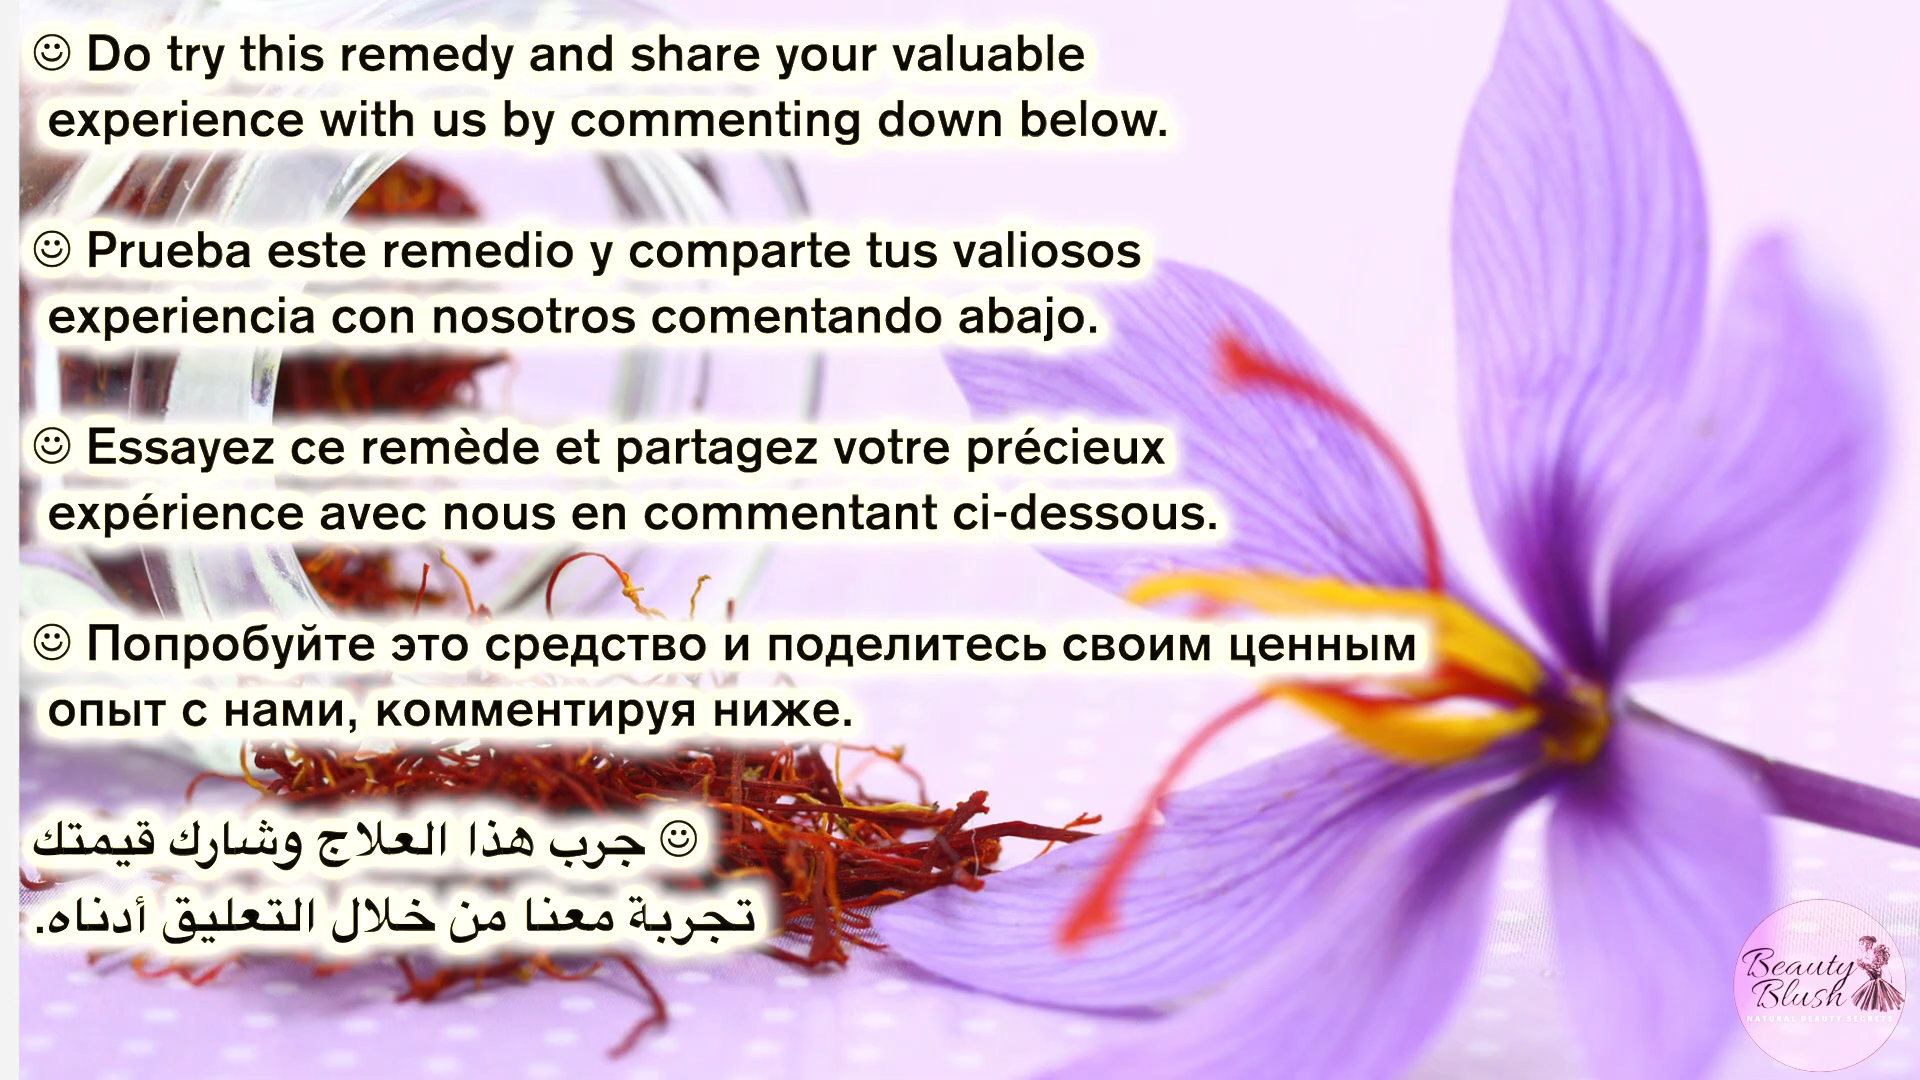 ☺ Do try this remedy and share your valuable
experience with us by commenting down below.
☺ Prueba este remedio y comparte tus valiosos
experiencia con nosotros comentando abajo.
☺ Essayez ce remède et partagez votre précieux
expérience avec nous en commentant ci-dessous.
☺ Попробуйте это средство и поделитесь своим ценным
опыт с нами, комментируя ниже.
☺ جرب هذا العلاج وشارك قيمتك
تجربة معنا من خلال التعليق أدناه.
Beauty
Blush
NATURAL BEAUTY SECRETS